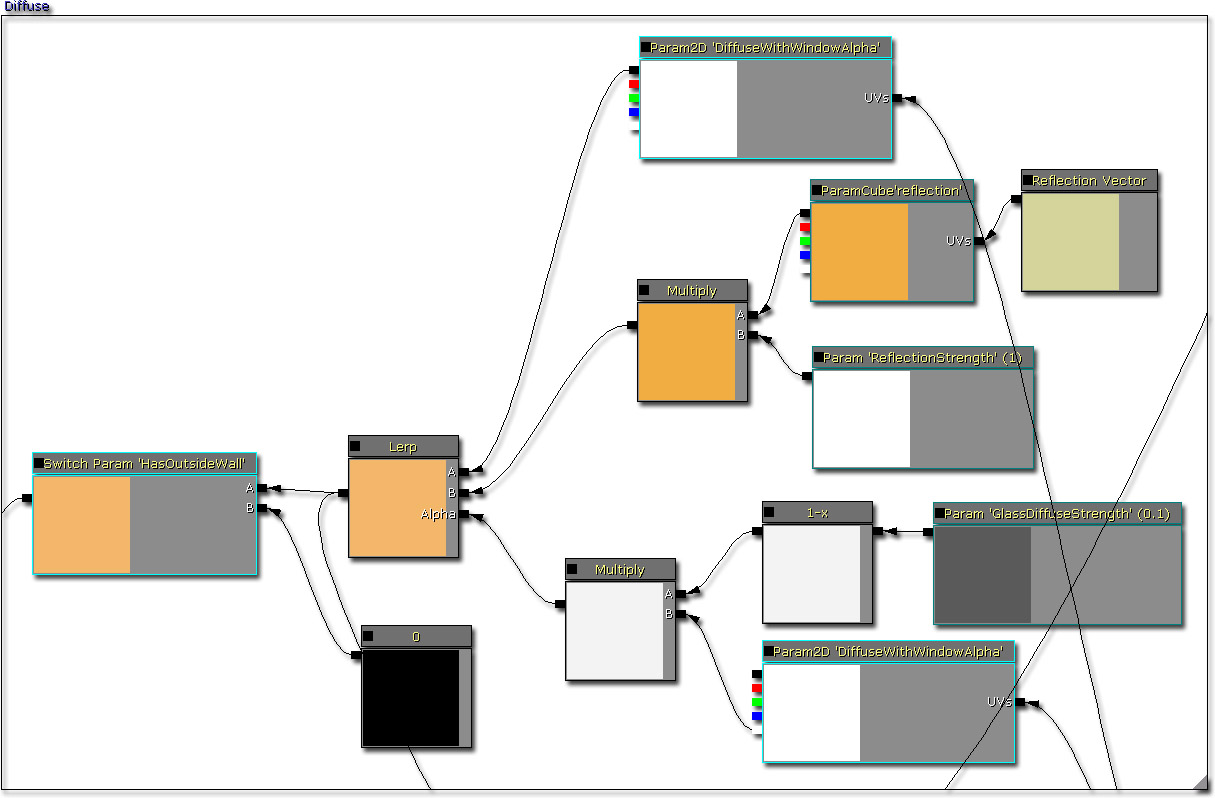 Diffuse
Param2D 'DiffuseWithWindowAlpha'
UVs
ParamCube'reflection'
UVs
Reflection Vector
Multiply
A
B
Param 'ReflectionStrength' (1)
Lerp
A
B
Alpha
Switch Param 'HasOutsideWall'
A
B
1-x
Param 'GlassDiffuseStrength' (0.1)
Multiply
A
B
0
Param2D 'DiffuseWithWindowAlpha'
UVs